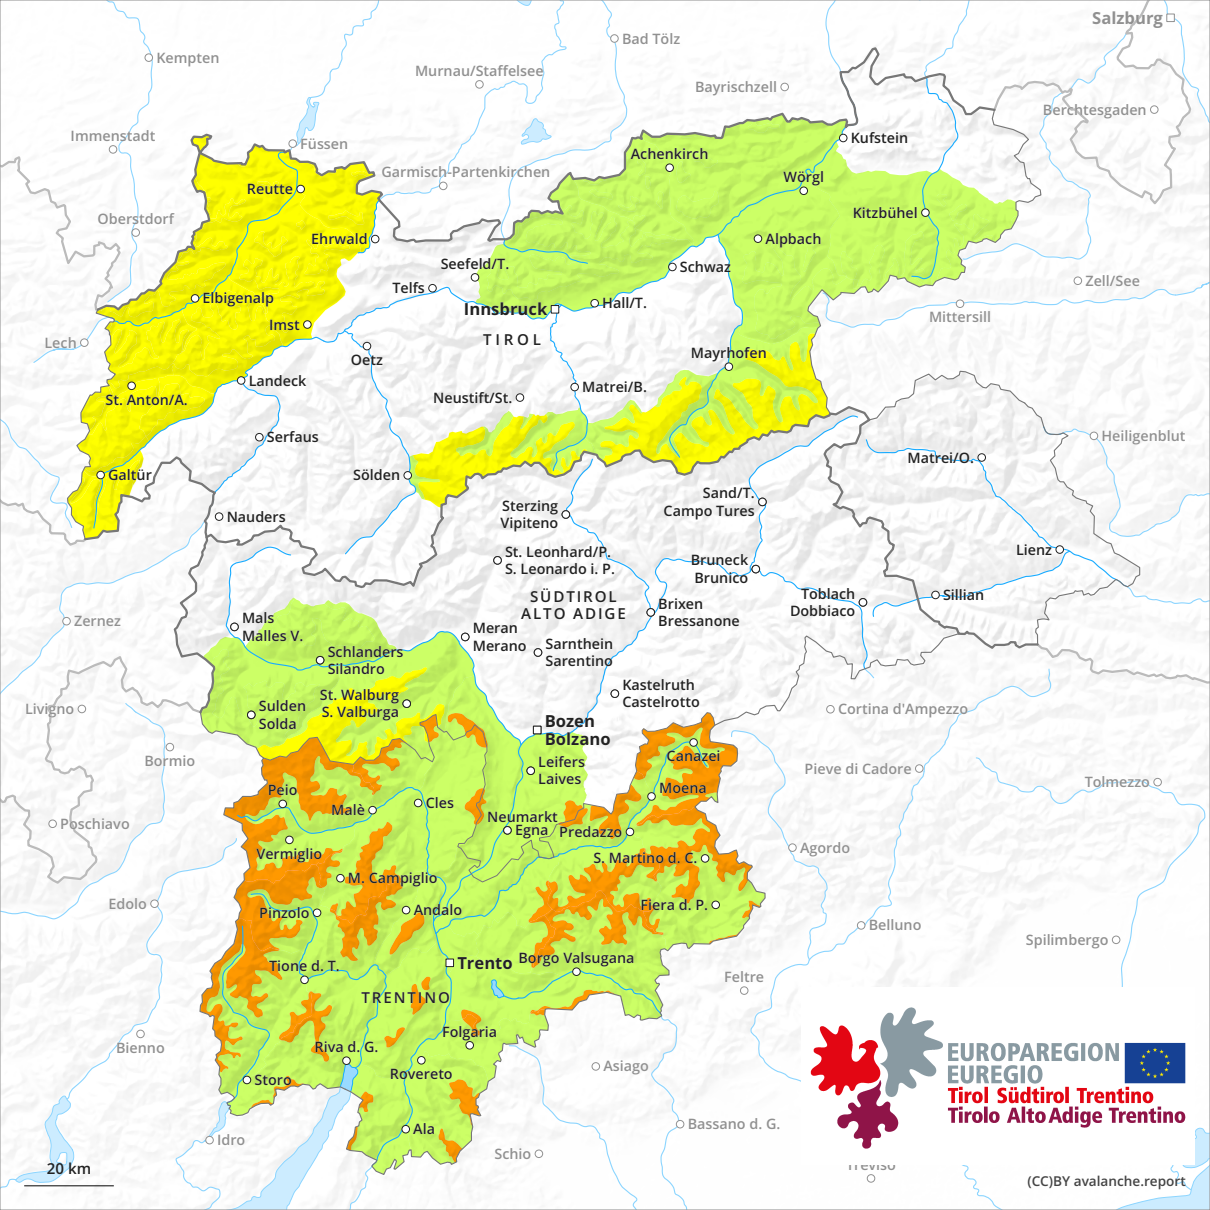 Salzburg
Bad Tölz
Kempten
Murnau/Staffelsee
Bayrischzell
Berchtesgaden
Immenstadt
Füssen
Kufstein
Achenkirch
Garmisch-Partenkirchen
Wörgl
Reutte
Oberstdorf
Kitzbühel
Ehrwald
Alpbach
Seefeld/T.
Schwaz
Zell/See
Telfs
Elbigenalp
Hall/T.
Innsbruck
Mittersill
Imst
TIROL
Lech
Oetz
Mayrhofen
Landeck
Matrei/B.
St. Anton/A.
Neustift/St.
Serfaus
Heiligenblut
Matrei/O.
Galtür
Sölden
Sand/T.
Campo Tures
Sterzing
Vipiteno
Nauders
Lienz
St. Leonhard/P.
S. Leonardo i. P.
Bruneck
Brunico
SÜDTIROL
ALTO ADIGE
Toblach
Dobbiaco
Sillian
Brixen
Bressanone
Zernez
Mals
Malles V.
Meran
Merano
Sarnthein
Sarentino
Schlanders
Silandro
Kastelruth
Castelrotto
St. Walburg
S. Valburga
Sulden
Solda
Livigno
Cortina d'Ampezzo
Bozen
Bolzano
Bormio
Canazei
Leifers
Laives
Pieve di Cadore
Tolmezzo
Peio
Moena
Malè
Cles
Neumarkt
Egna
Predazzo
Poschiavo
Vermiglio
S. Martino d. C.
Agordo
M. Campiglio
Edolo
Pinzolo
Andalo
Fiera d. P.
Belluno
Spilimbergo
Trento
Borgo Valsugana
Tione d. T.
Feltre
TRENTINO
Folgaria
Bienno
Riva d. G.
Rovereto
Asiago
Storo
EUROPAREGION
EUREGIO
Tirol Südtirol Trentino
Tirolo Alto Adige Trentino
Ala
Bassano d. G.
Idro
Schio
Treviso
20 km
(CC)BY avalanche.report